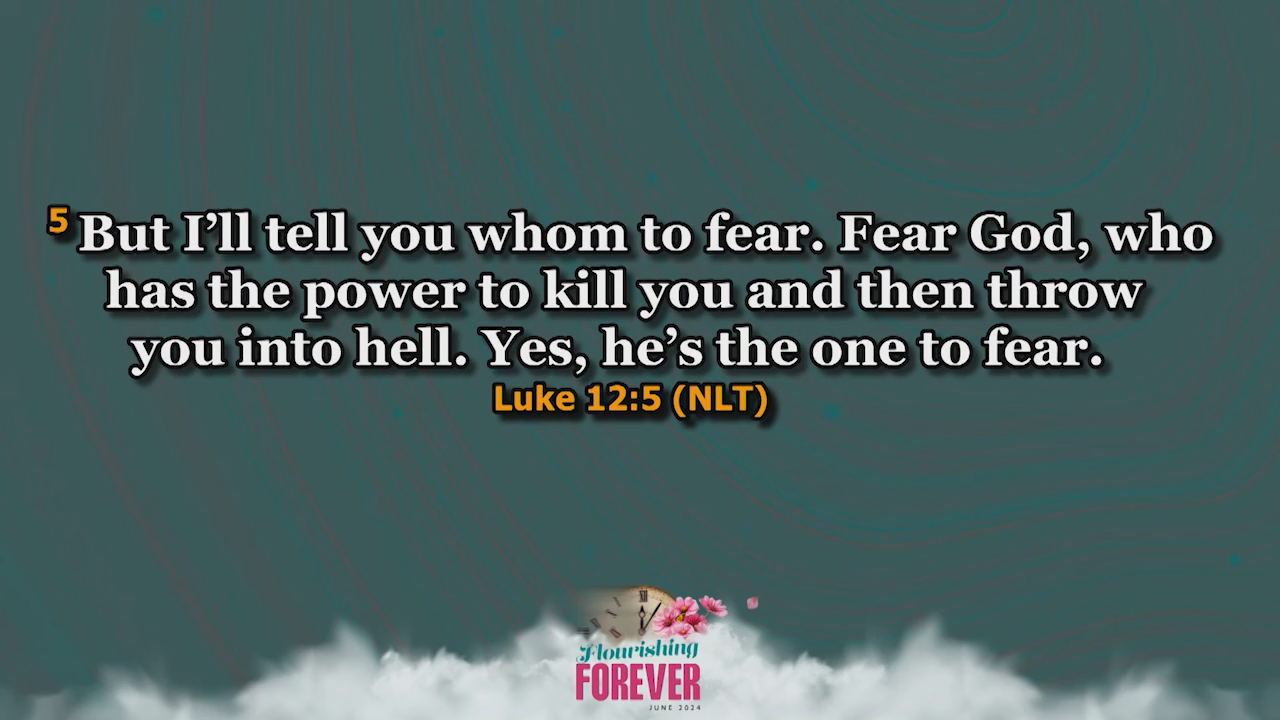 5 But I’ll tell you whom to fear. Fear God, who
has the power to kill you and then throw
you into hell. Yes, he’s the one to fear.
Luke 12:5 (NLT)
XII
Flourishing
FOREVER
JUNE 2024